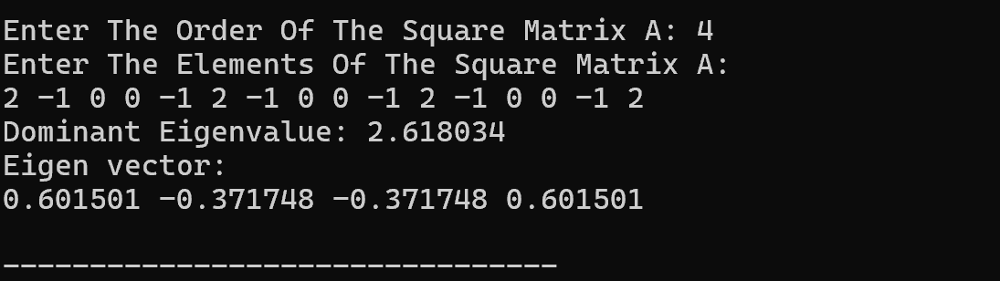 Enter The Order Of The Square Matrix A: 4
Enter The Elements Of The Square Matrix A:
2 -1 0 0 -1 2 -1 0 0 -1 2 -1 0 0 -1 2
Dominant Eigenvalue: 2.618034
Eigen vector:
0.601501 -0.371748 -0.371748 0.601501
--------------------------------